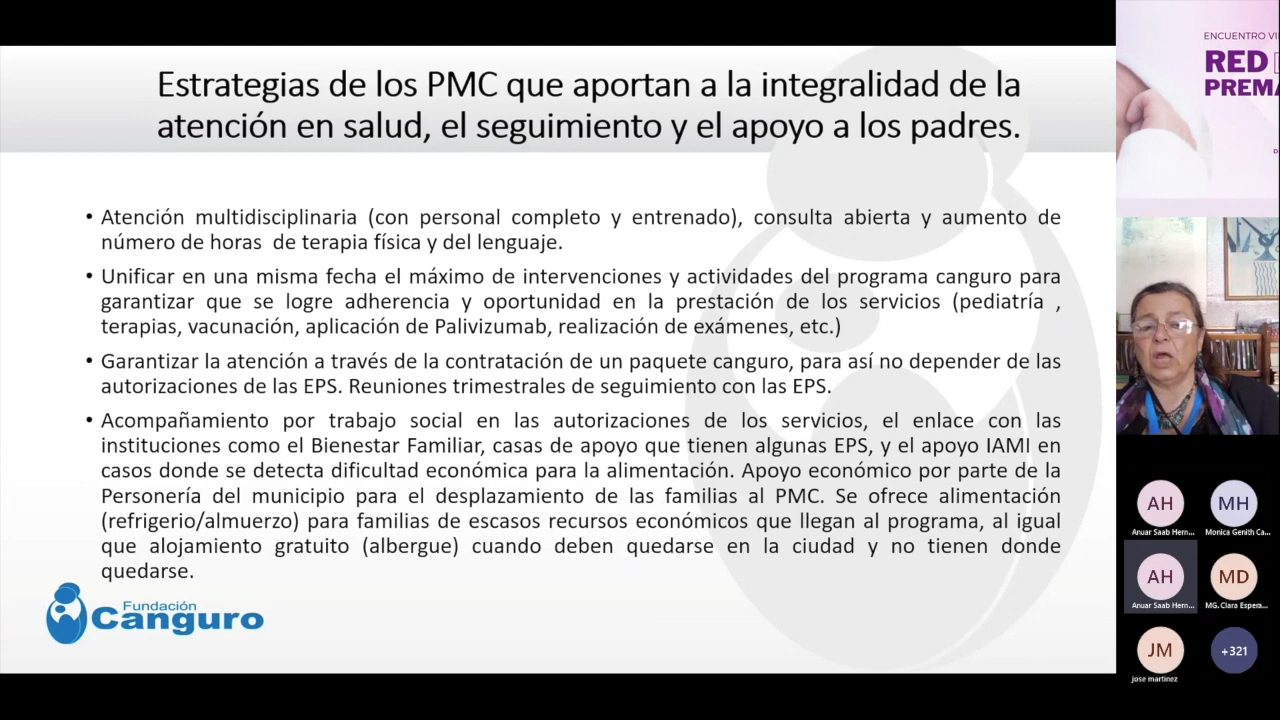 Estrategias de los PMC que aportan a la integralidad de la
atención en salud, el seguimiento y el apoyo a los padres.
• Atención multidisciplinaria (con personal completo y entrenado), consulta abierta y aumento de
número de horas de terapia física y del lenguaje.
• Unificar en una misma fecha el máximo de intervenciones y actividades del programa canguro para
garantizar que se logre adherencia y oportunidad en la prestación de los servicios (pediatría ,
terapias, vacunación, aplicación de Palivizumab, realización de exámenes, etc.)
• Garantizar la atención a través de la contratación de un paquete canguro, para así no depender de las
autorizaciones de las EPS. Reuniones trimestrales de seguimiento con las EPS.
• Acompañamiento por trabajo social en las autorizaciones de los servicios, el enlace con las
instituciones como el Bienestar Familiar, casas de apoyo que tienen algunas EPS, y el apoyo IAMI en
casos donde se detecta dificultad económica para la alimentación. Apoyo económico por parte de la
Personería del municipio para el desplazamiento de las familias al PMC. Se ofrece alimentación
(refrigerio/almuerzo) para familias de escasos recursos económicos que llegan al programa, al igual
que alojamiento gratuito (albergue) cuando deben quedarse en la ciudad y no tienen donde
quedarse.
Fundación
Canguro
ENCUENTRO VI
RED
PREMA
AH
MH
Anuar Saab Hern...
Monica Genith Ca...
AH
MD
Anuar Saab Hern...
MG. Clara Espera...
JM
+321
jose martinez